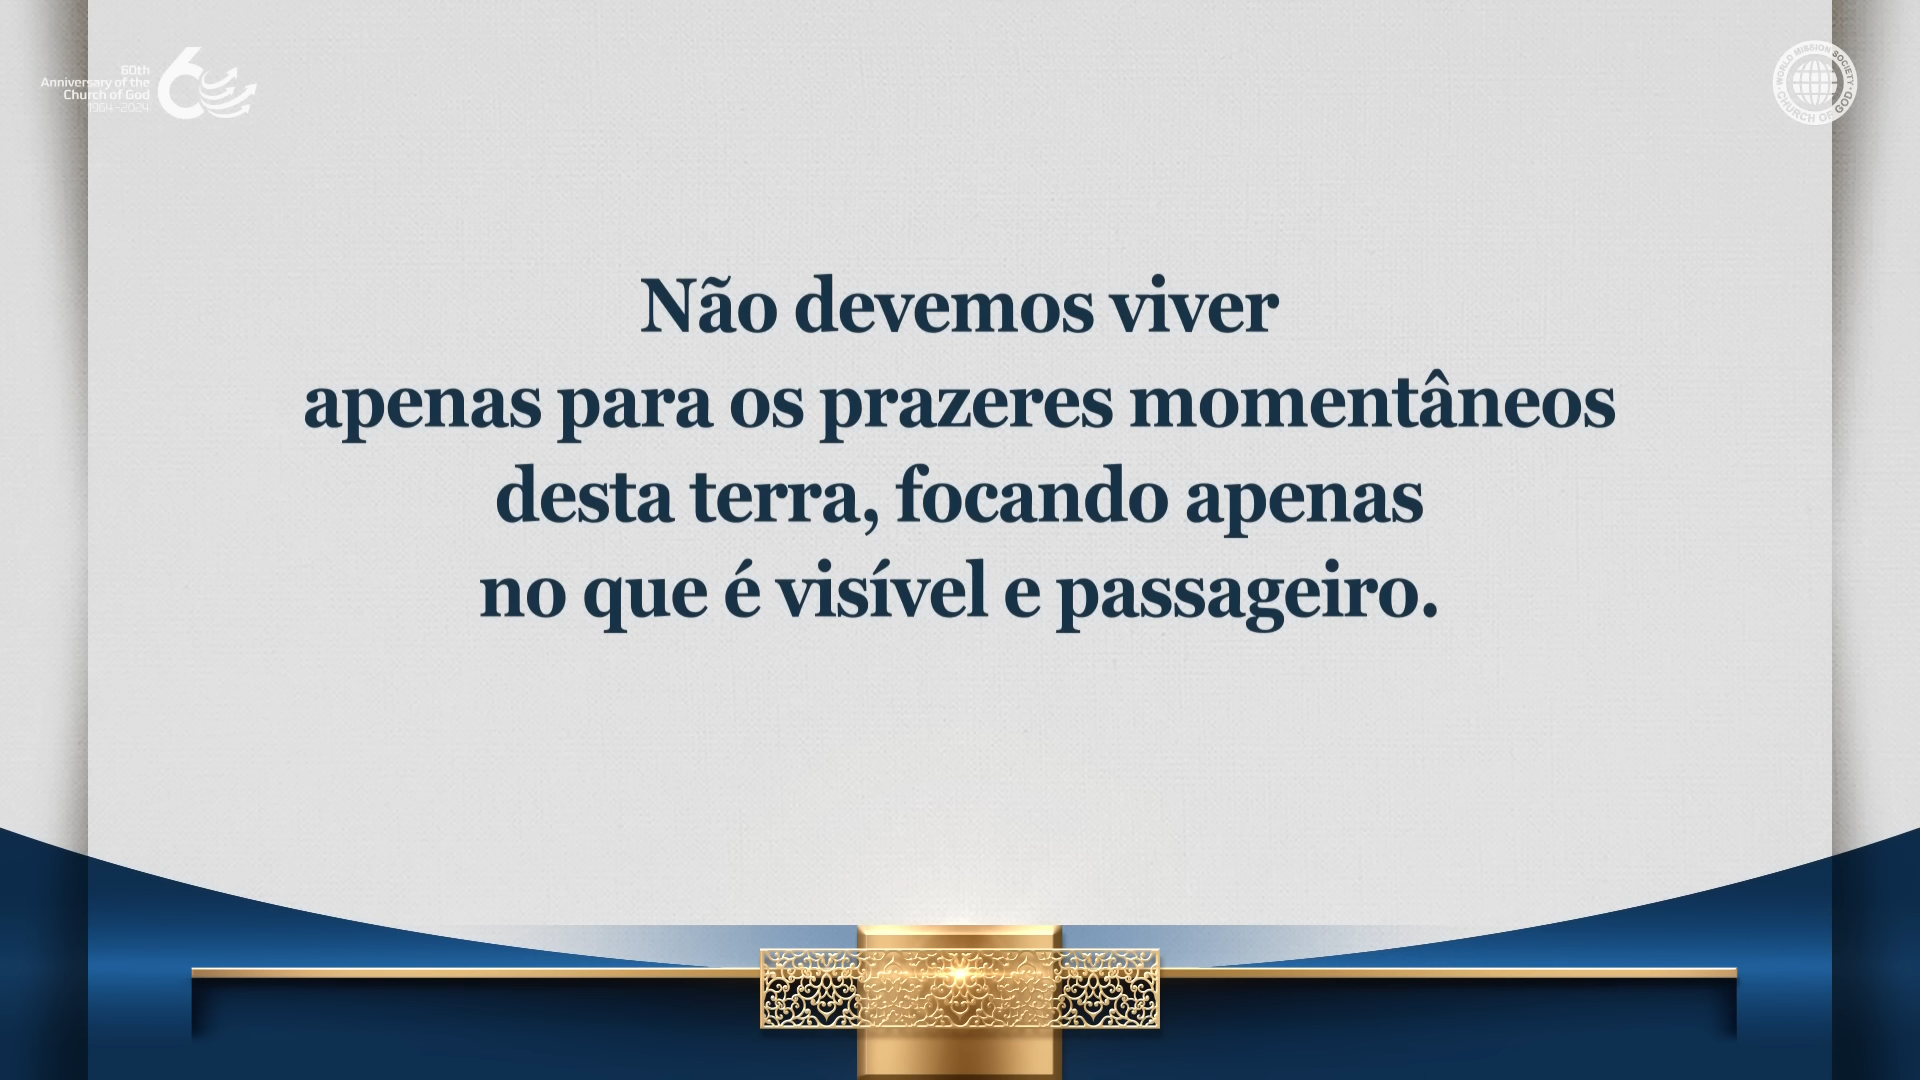 60th
Anniversary of the
Church of God
1964-2024
WORLD MISSION SOCIETY
CHURCH OF GOD
Não devemos viver
apenas para os prazeres momentâneos
desta terra, focando apenas
no que é visível e passageiro.